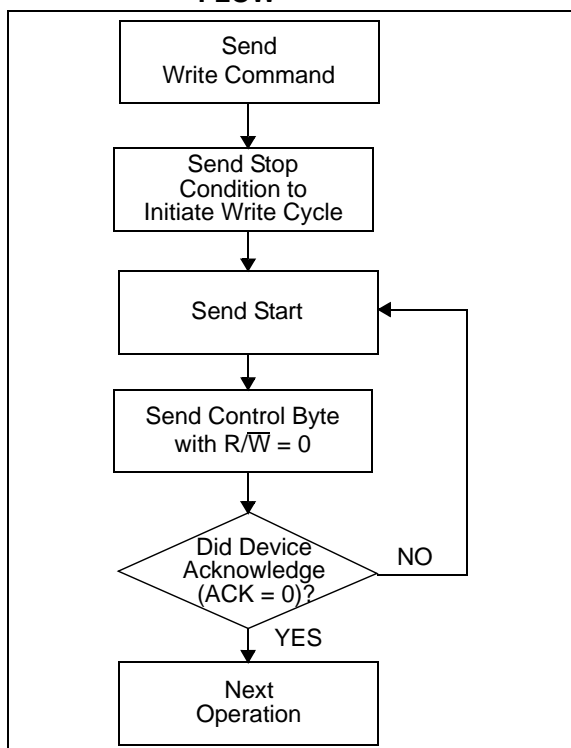 FLOW
Send
Write Command
Send Stop
Condition to
Initiate Write Cycle
Send Start
Send Control Byte
with R/W̅ = 0
Did Device
Acknowledge
(ACK = 0)?
NO
YES
Next
Operation